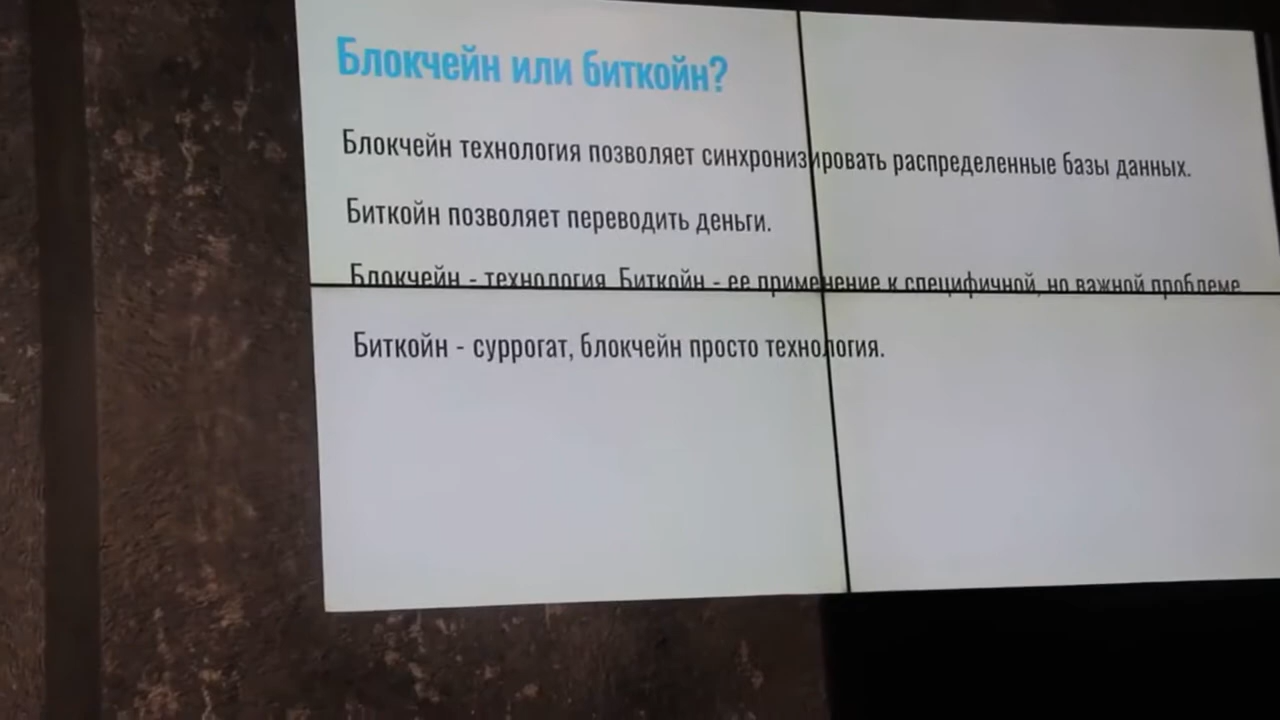 Блокчейн или биткойн?
Блокчейн технология позволяет синхронизировать распределенные базы данных.
Биткойн позволяет переводить деньги.
Блокчейн - технология. Биткойн - ее применение к специфичной, но важной проблеме
Биткойн - суррогат, блокчейн просто технология.